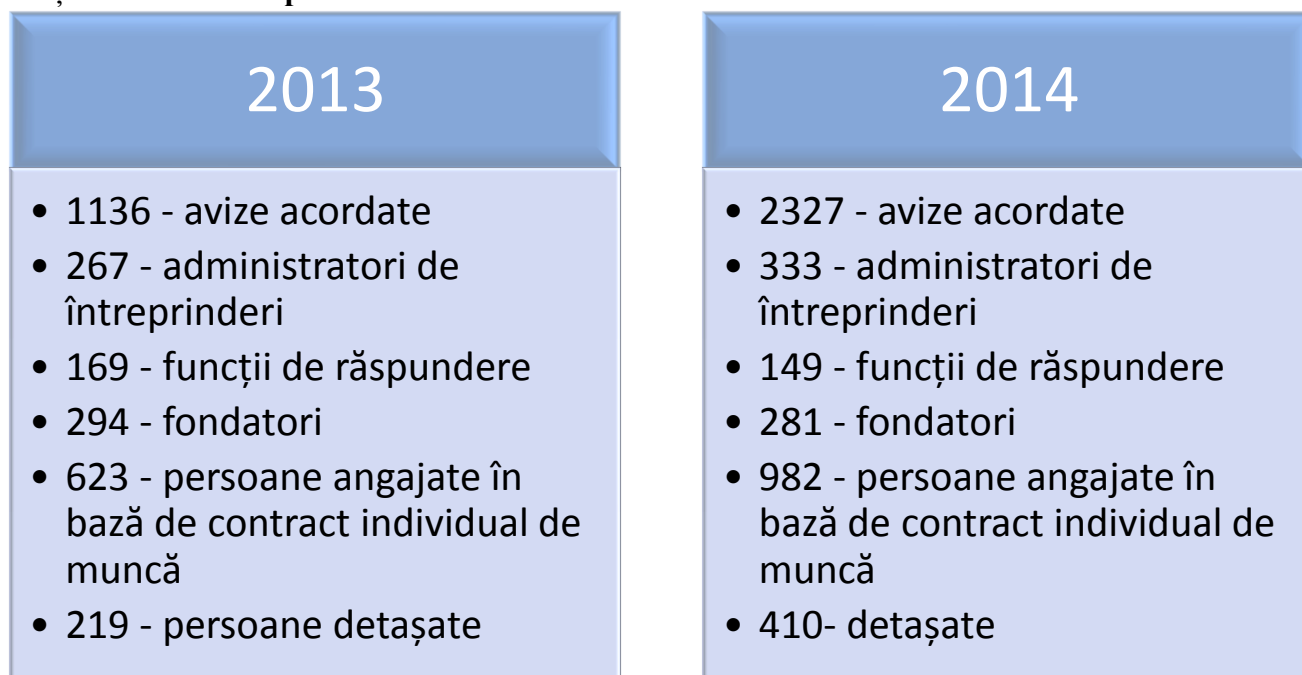 2013
• 1136 - avize acordate
• 267 - administratori de
întreprinderi
• 169 - funcții de răspundere
• 294 - fondatori
• 623 - persoane angajate în
bază de contract individual de
muncă
• 219 - persoane detașate
2014
• 2327 - avize acordate
• 333 - administratori de
întreprinderi
• 149 - funcții de răspundere
• 281 - fondatori
• 982 - persoane angajate în
bază de contract individual de
muncă
• 410- detașate